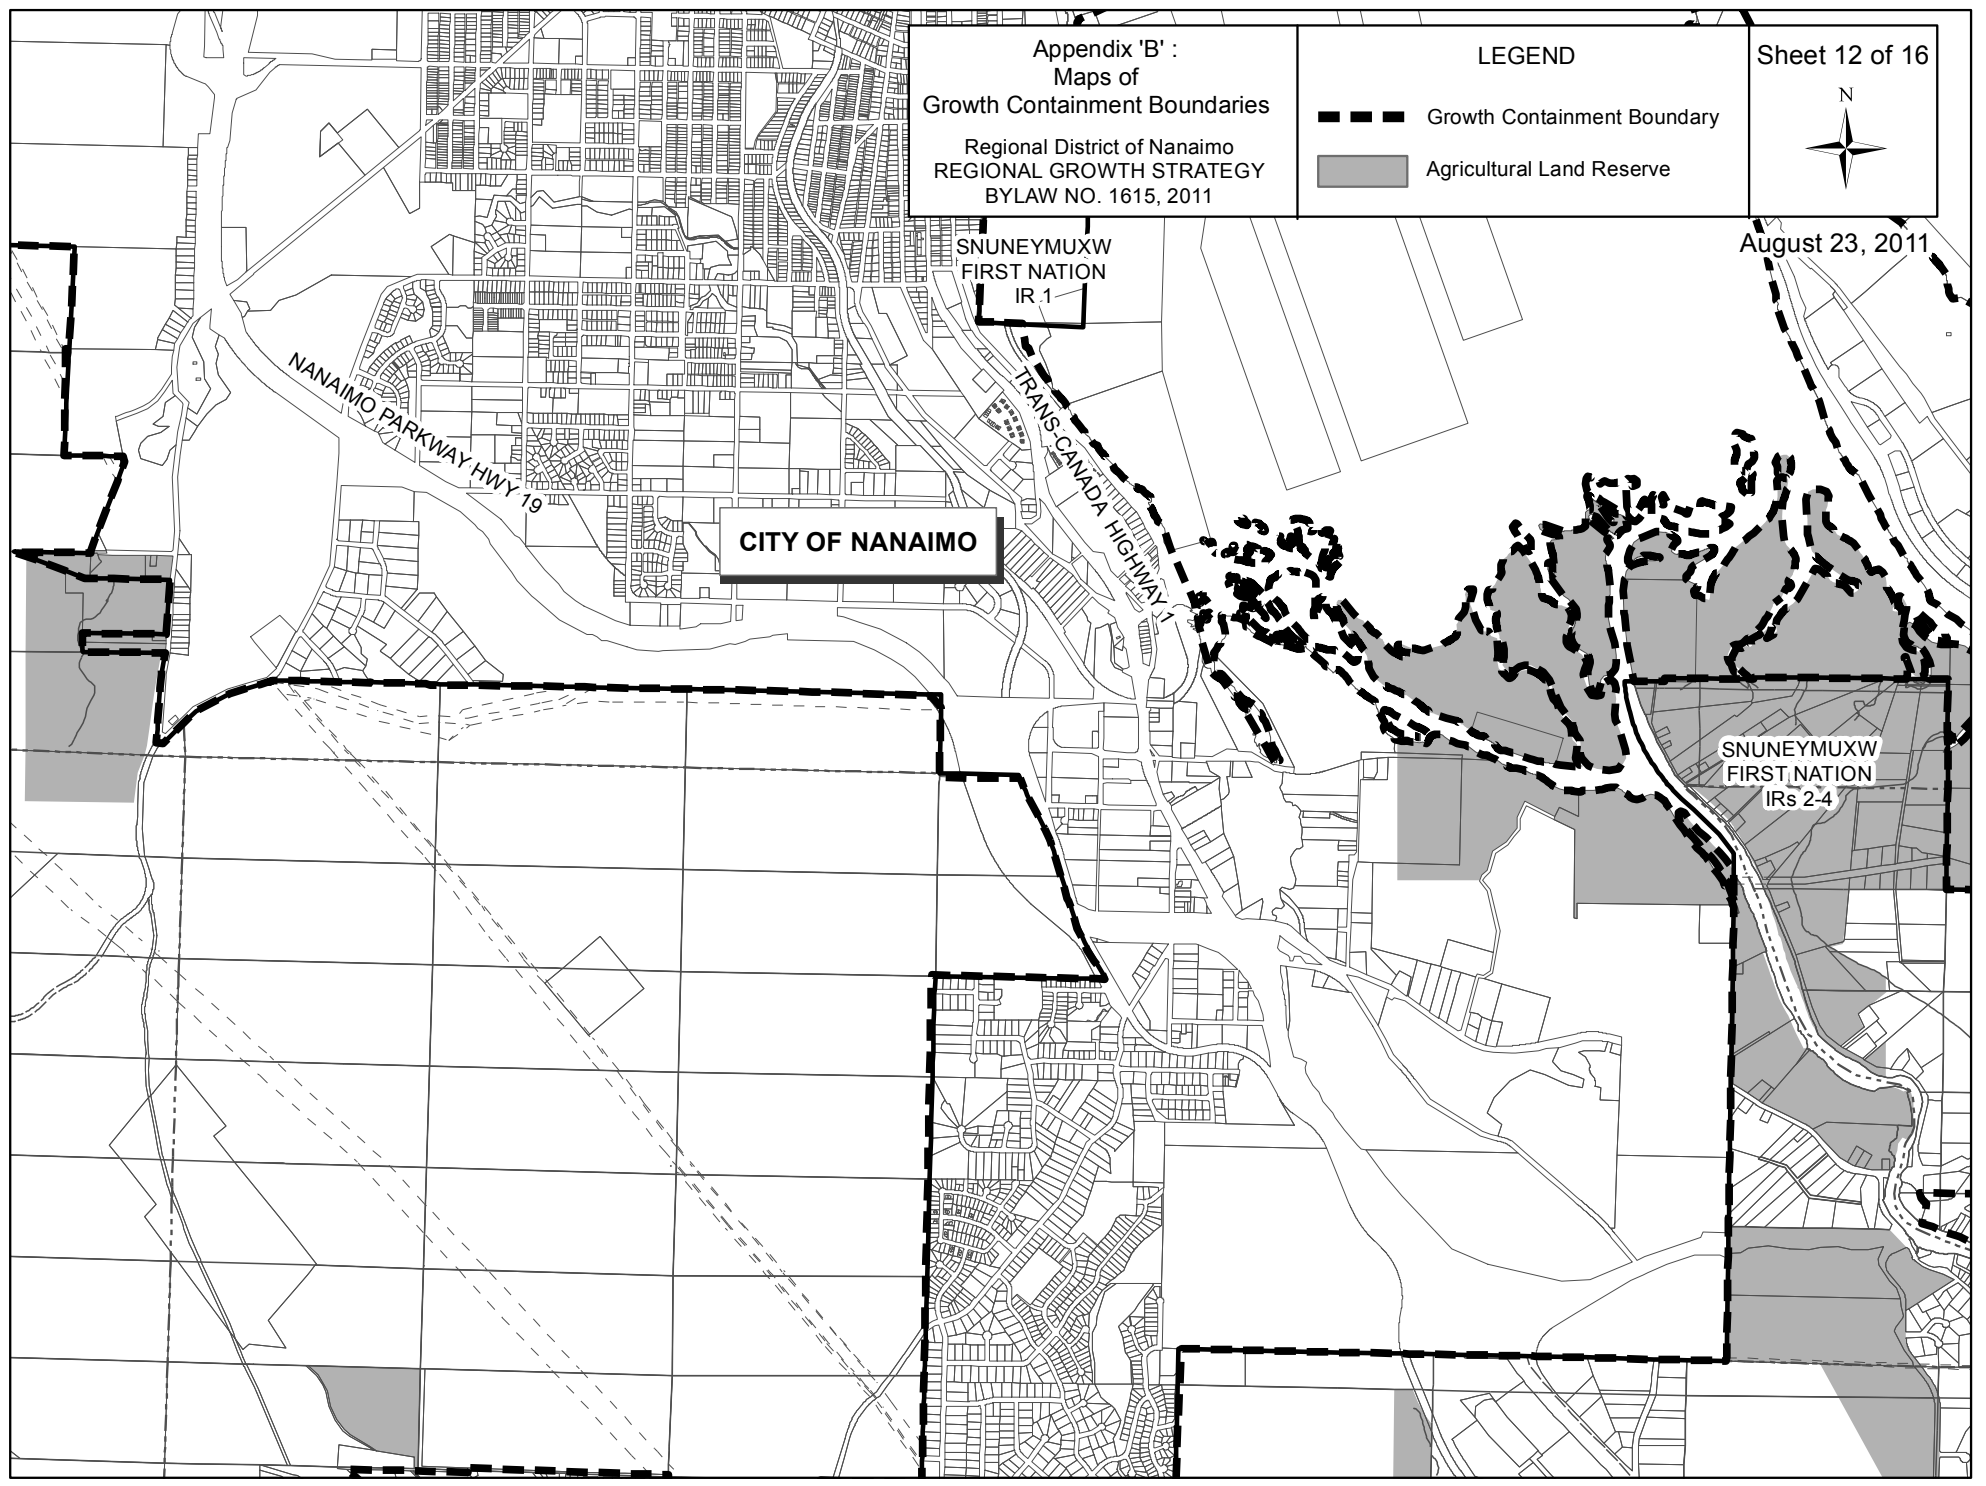 Appendix 'B' :
Maps of
Growth Containment Boundaries
Regional District of Nanaimo
REGIONAL GROWTH STRATEGY
BYLAW NO. 1615, 2011
LEGEND
Growth Containment Boundary
Agricultural Land Reserve
Sheet 12 of 16
N
August 23, 2011
SNUNEYMUXW
FIRST NATION
IR 1
NANAIMO PARKWAY HWY 19
TRANS-CANADA HIGHWAY 1
CITY OF NANAIMO
SNUNEYMUXW
FIRST NATION
IRs 2-4